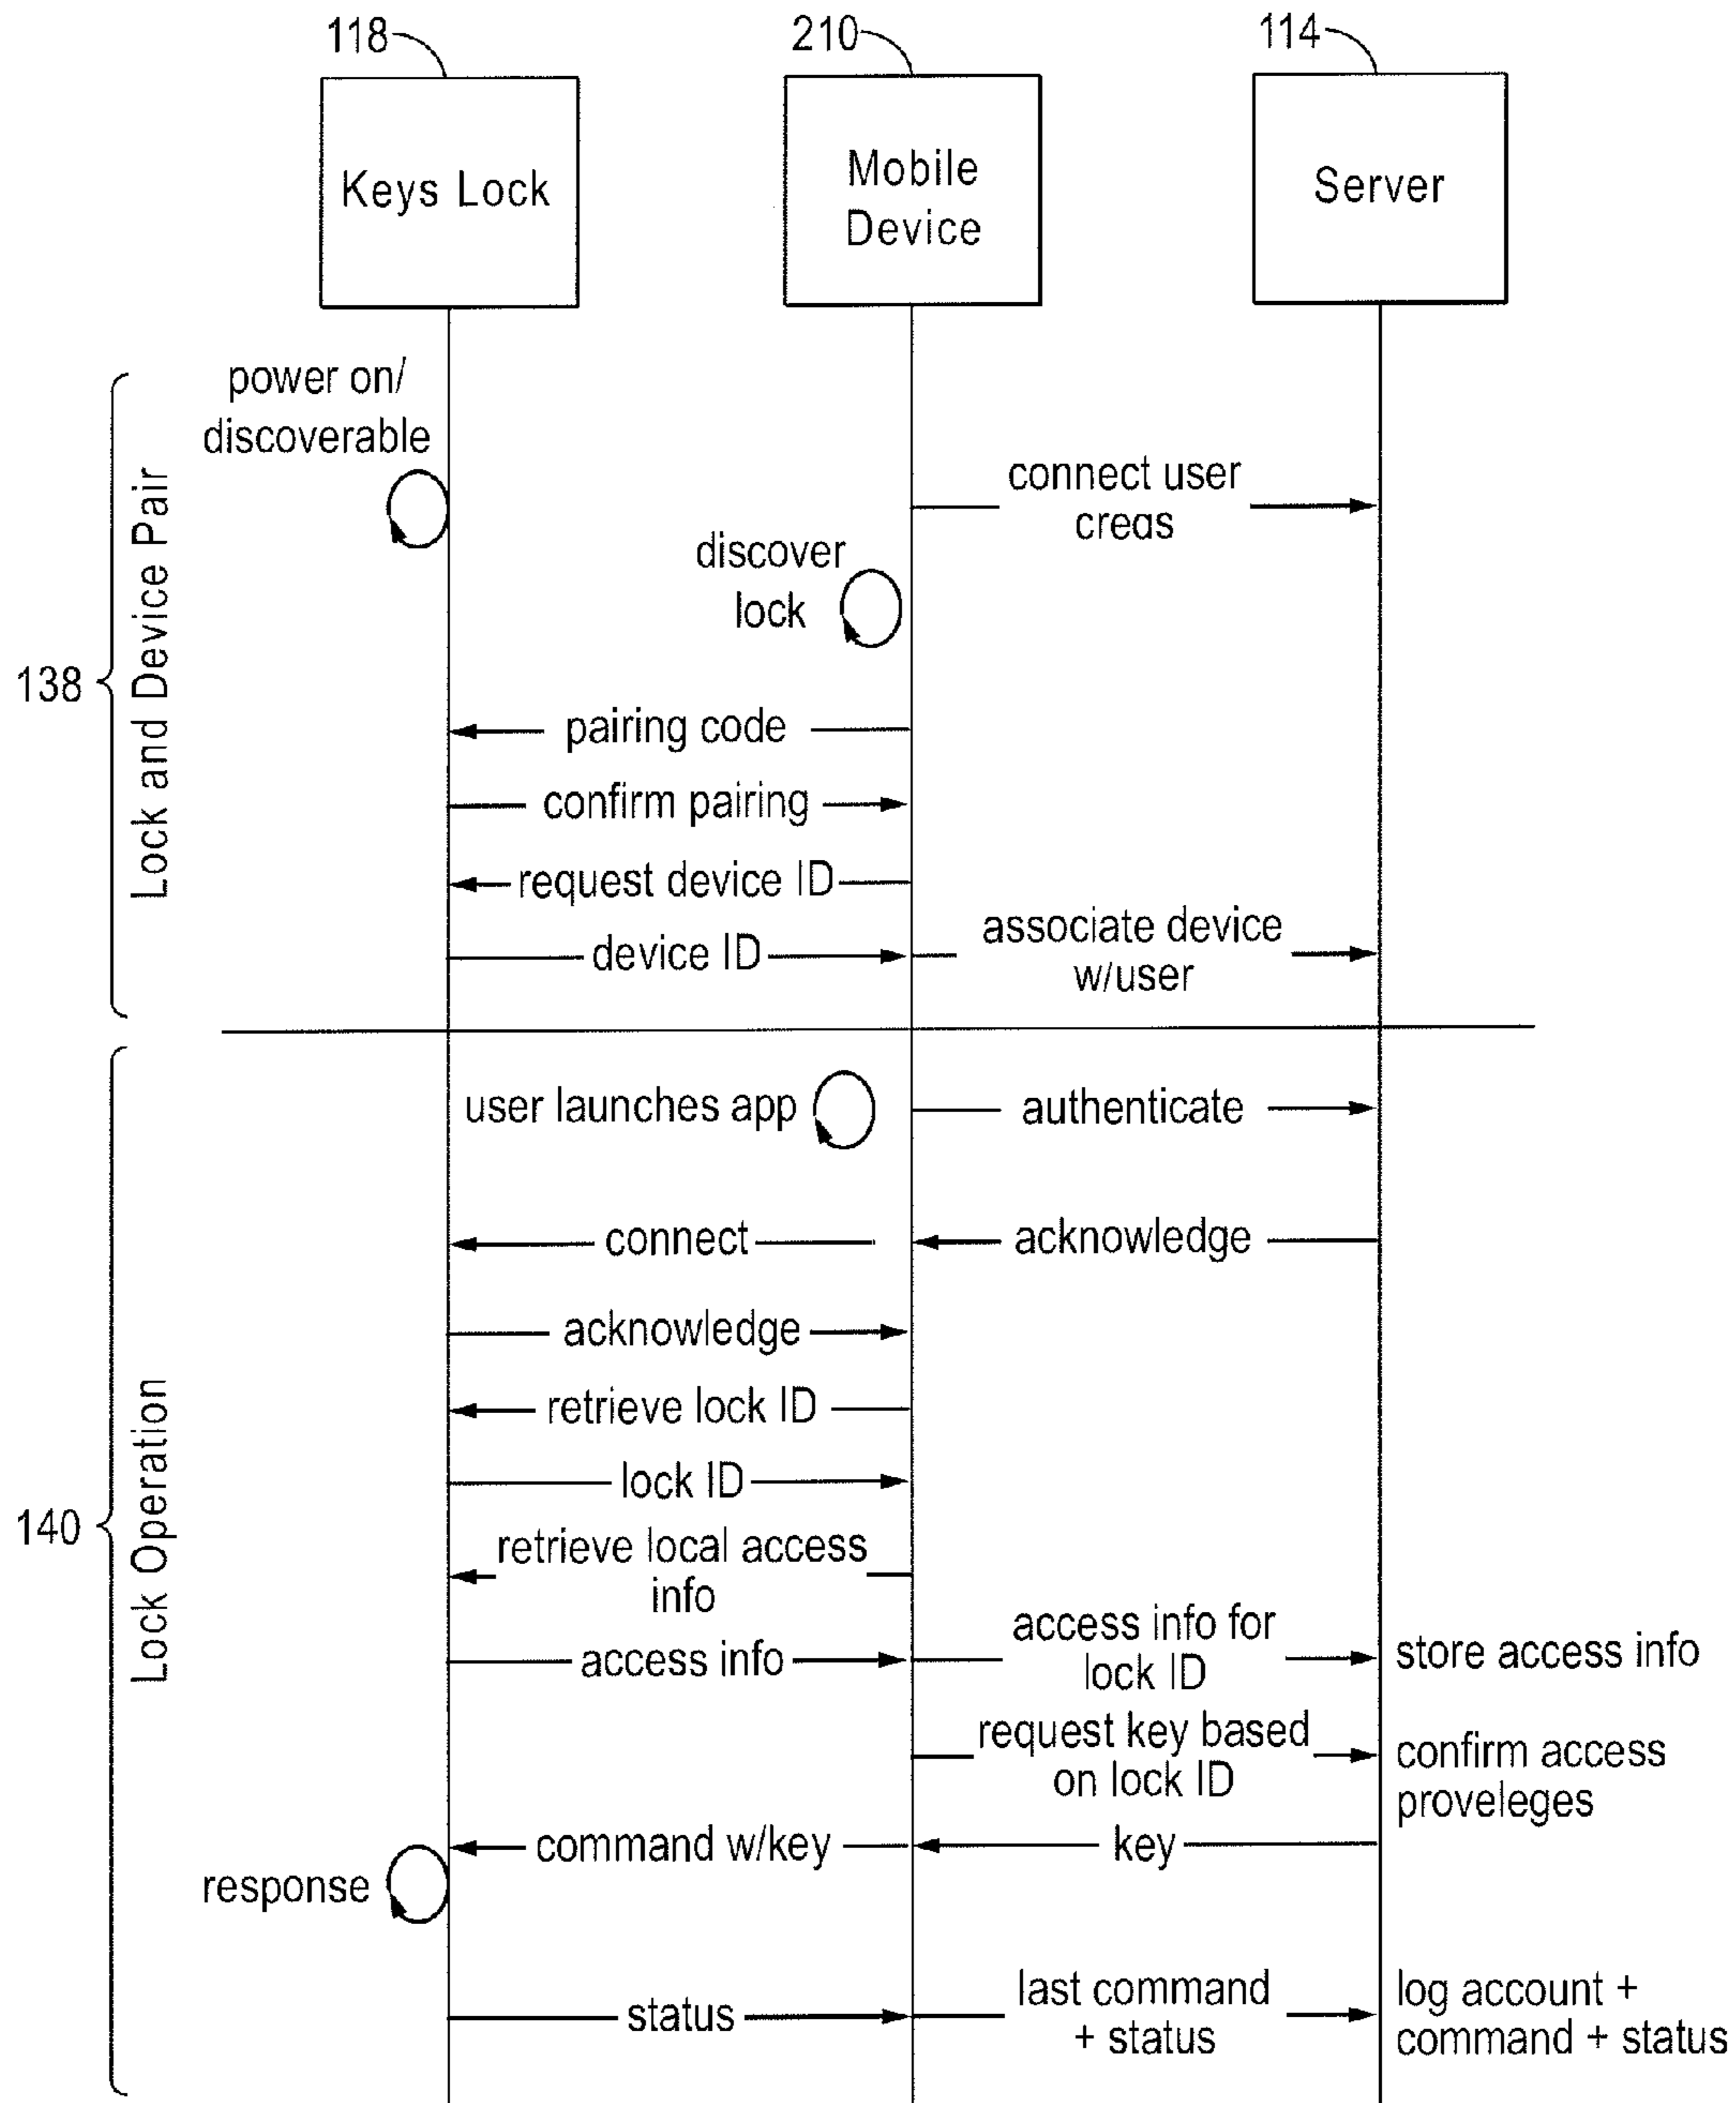 118
210
114
Keys Lock
Mobile
Device
Server
138
Lock and Device Pair
power on/
discoverable
connect user
creas
discover
lock
pairing code
confirm pairing
request device ID
device ID
associate device
w/user
140
Lock Operation
user launches app
authenticate
connect
acknowledge
acknowledge
retrieve lock ID
lock ID
retrieve local access
info
access info
access info for
lock ID
store access info
request key based
on lock ID
confirm access
proveleges
command w/key
key
response
status
last command
+ status
log account +
command + status